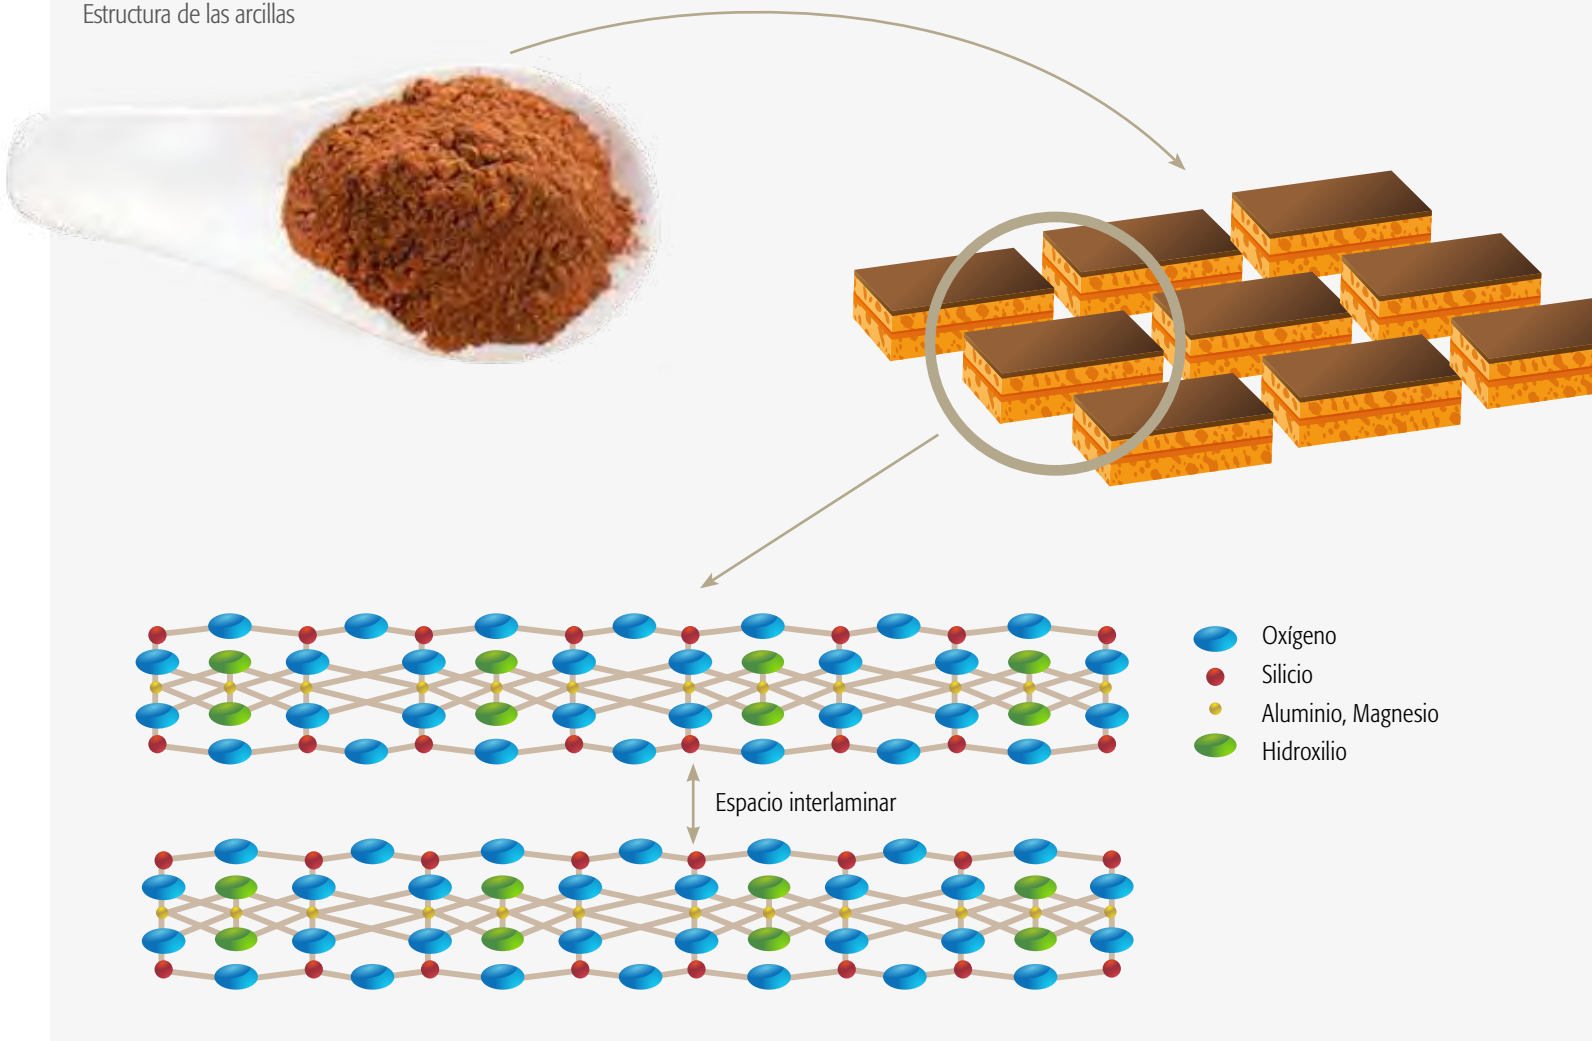 Estructura de las arcillas
Oxígeno
Silicio
Aluminio, Magnesio
Hidroxilio
Espacio interlaminar